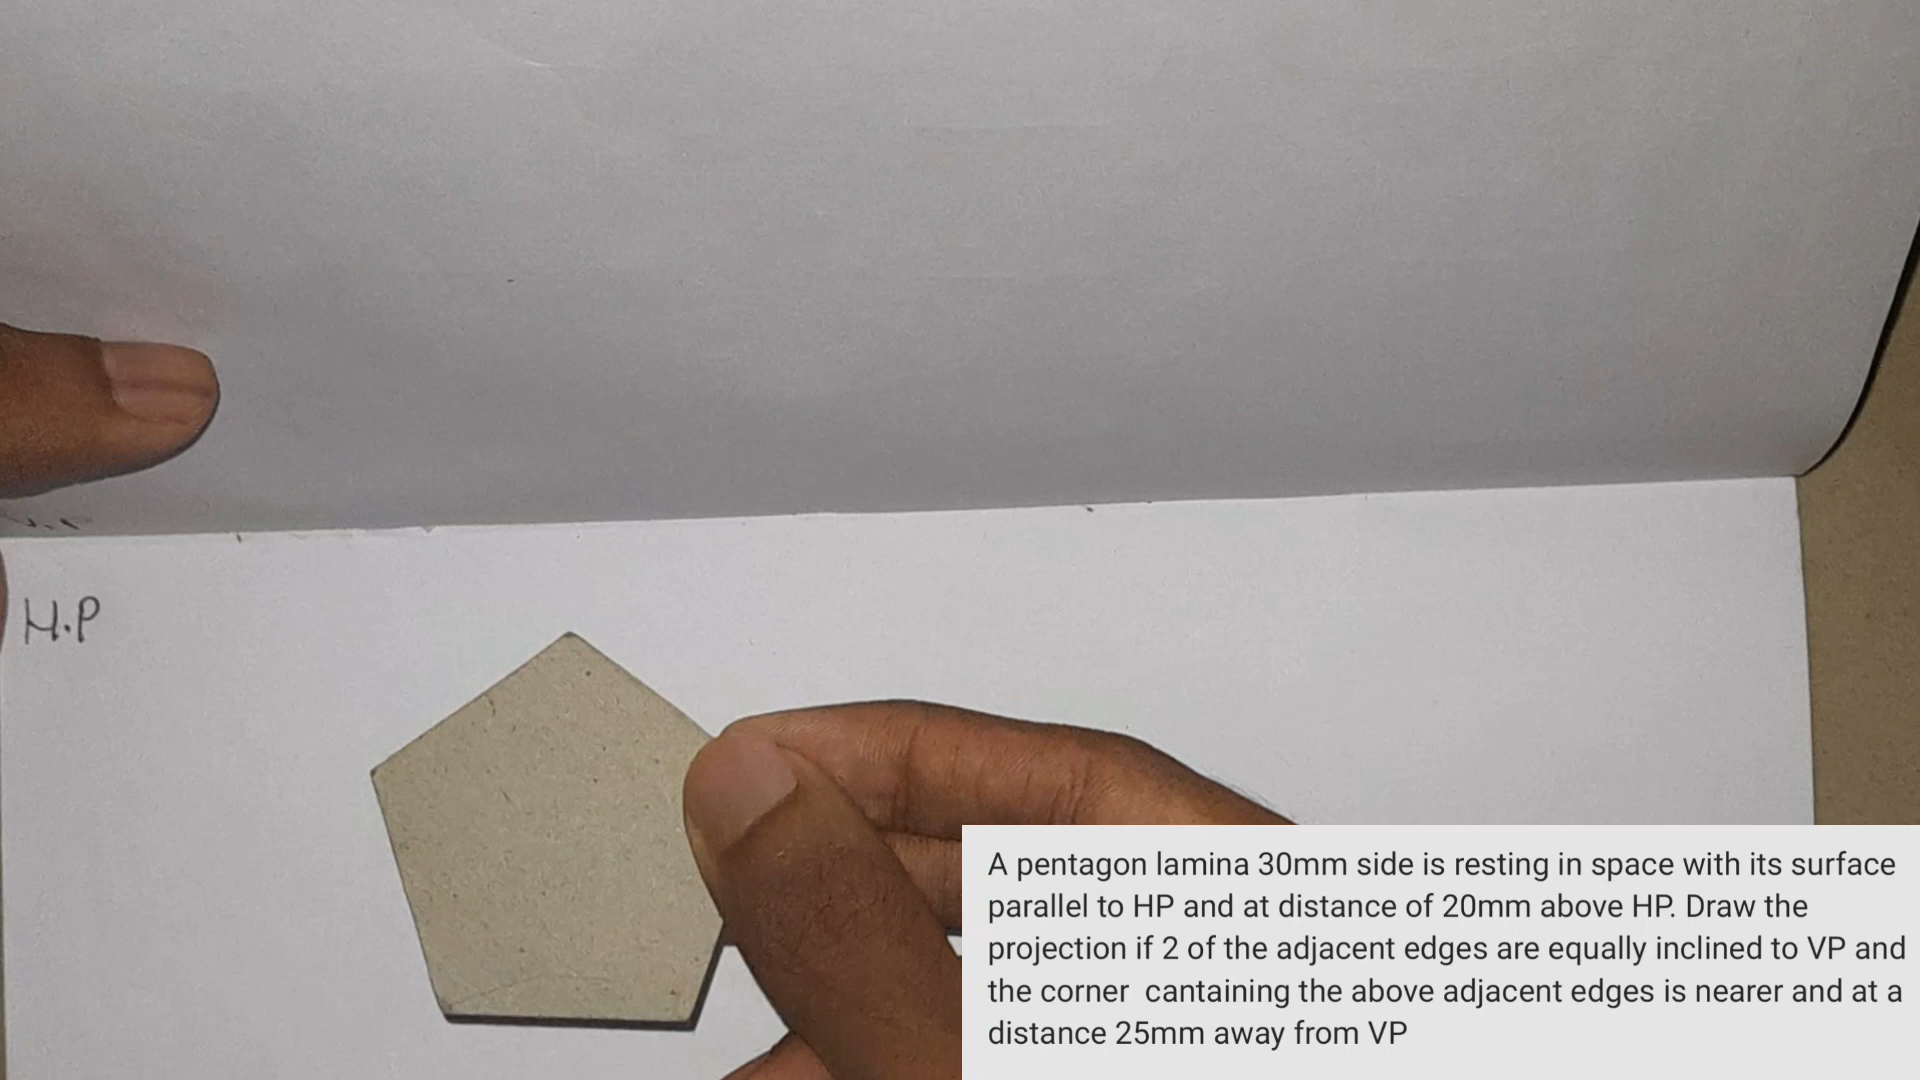 H.P
A pentagon lamina 30mm side is resting in space with its surface
parallel to HP and at distance of 20mm above HP. Draw the
projection if 2 of the adjacent edges are equally inclined to VP and
the corner  cantaining the above adjacent edges is nearer and at a
distance 25mm away from VP